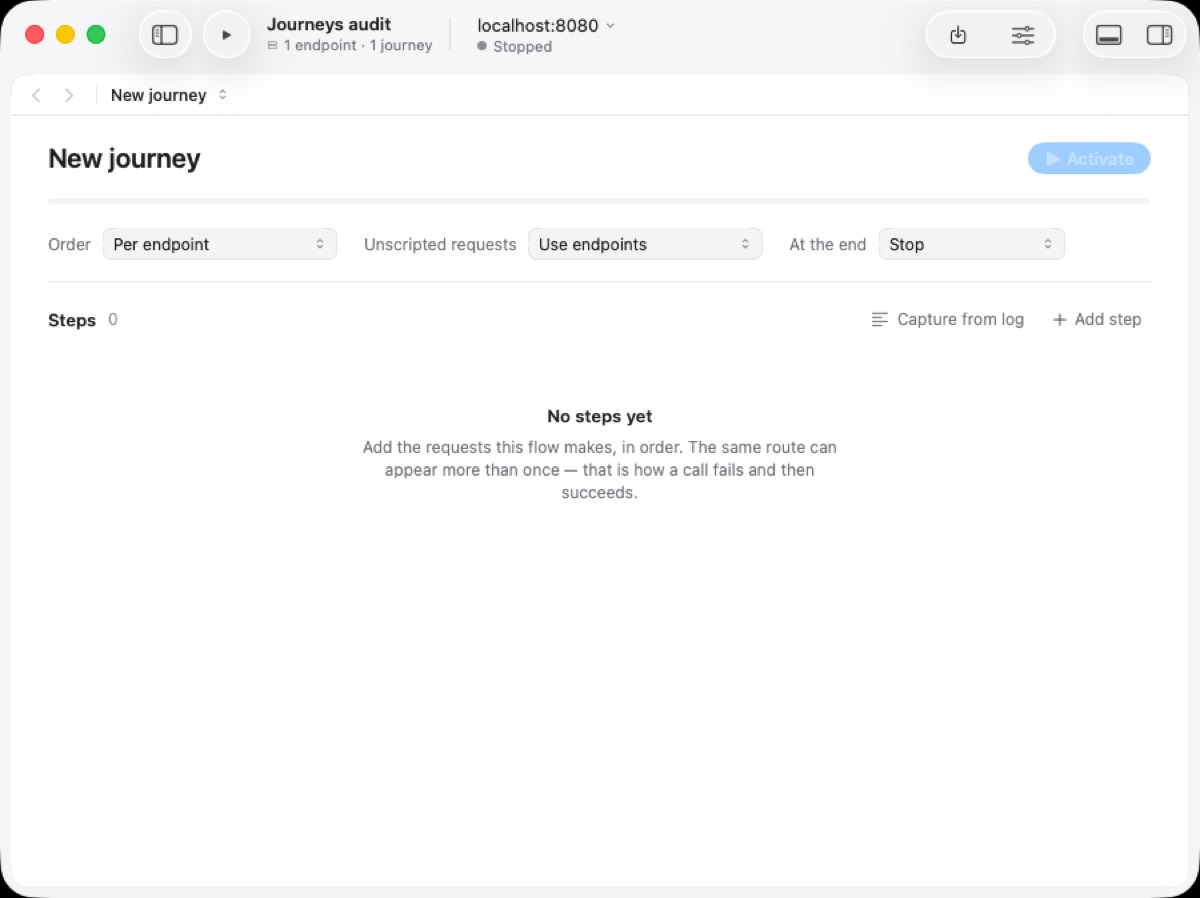 Journeys audit
1 endpoint · 1 journey
localhost:8080
Stopped
New journey
New journey
Activate
Order
Per endpoint
Unscripted requests
Use endpoints
At the end
Stop
Steps 0
Capture from log
Add step
No steps yet
Add the requests this flow makes, in order. The same route can
appear more than once — that is how a call fails and then
succeeds.